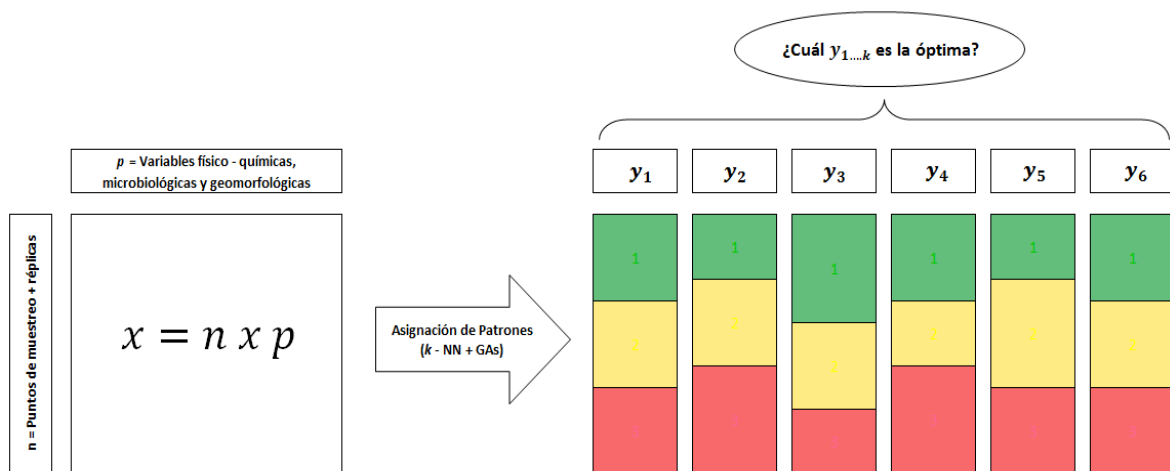 ¿Cuál y1....k es la óptima?
p = Variables físico - químicas,
microbiológicas y geomorfológicas
y1
y2
y3
y4
y5
y6
n = Puntos de muestreo + réplicas
x = n x p
Asignación de Patrones
(k - NN + GAs)
1
1
1
1
1
1
2
2
2
2
2
2
3
3
3
3
3
3